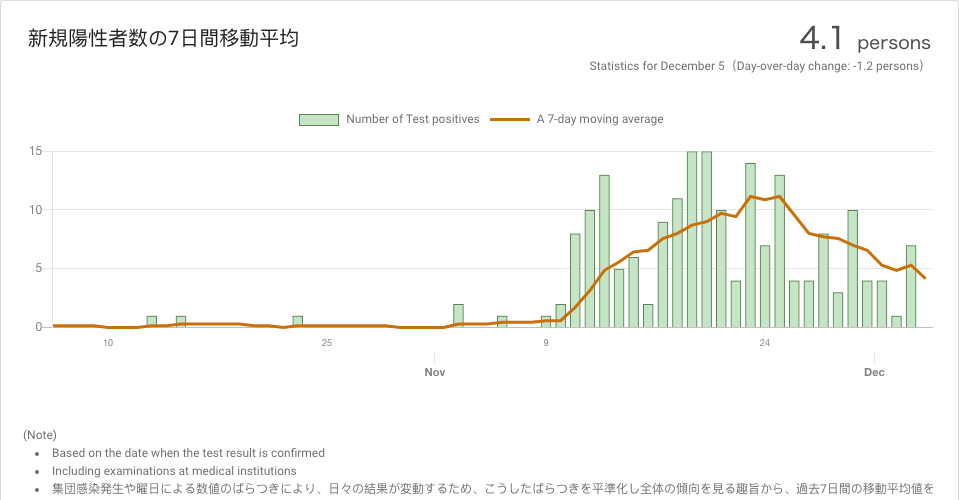 新規陽性者数の7日間移動平均
4.1 persons
Statistics for December 5（Day-over-day change: -1.2 persons）
Number of Test positives A 7-day moving average
15
10
5
0
10 25 9 24
Nov Dec
(Note)
• Based on the date when the test result is confirmed
• Including examinations at medical institutions
• 集団感染発生や曜日による数値のばらつきにより、日々の結果が変動するため、こうしたばらつきを平準化し全体の傾向を見る趣旨から、過去7日間の移動平均値を